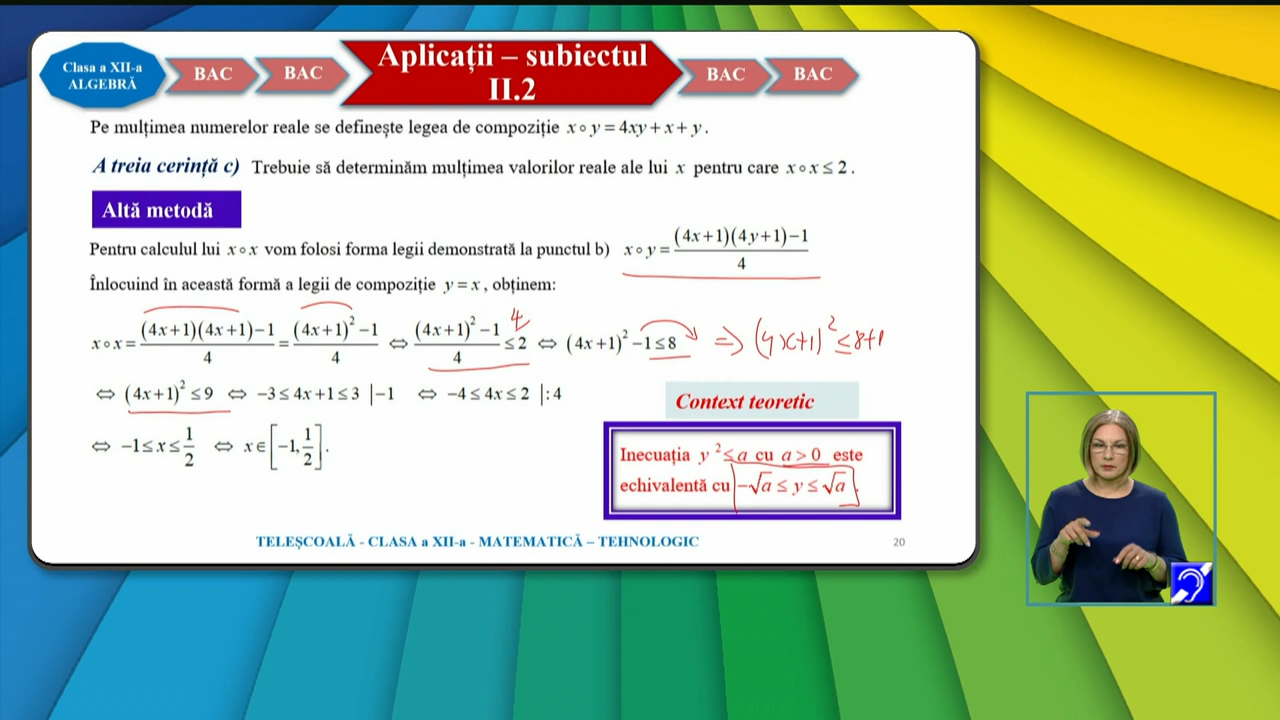 Clasa a XII-a
ALGEBRĂ
BAC
BAC
Aplicații – subiectul
II.2
BAC
BAC
Pe mulțimea numerelor reale se definește legea de compoziție x∘y=4xy+x+y.
A treia cerință c) Trebuie să determinăm mulțimea valorilor reale ale lui x pentru care x∘x≤2.
Altă metodă
Pentru calculul lui x∘x vom folosi forma legii demonstrată la punctul b) x∘y=((4x+1)(4y+1)−1)/4
Înlocuind în această formă a legii de compoziție y=x, obținem:
x∘x=((4x+1)(4x+1)−1)/4=((4x+1)²−1)/4 ⇔ ((4x+1)²−1)/4≤2 4 ⇔ (4x+1)²−1≤8 ⇒ (4x+1)²≤8+1
⇔ (4x+1)²≤9 ⇔ −3≤4x+1≤3 |−1 ⇔ −4≤4x≤2 |:4
⇔ −1≤x≤1/2 ⇔ x∈[−1,1/2].
Context teoretic
Inecuația y²≤a cu a>0 este
echivalentă cu −√a≤y≤√a.
TELEȘCOALĂ - CLASA a XII-a - MATEMATICĂ – TEHNOLOGIC
20